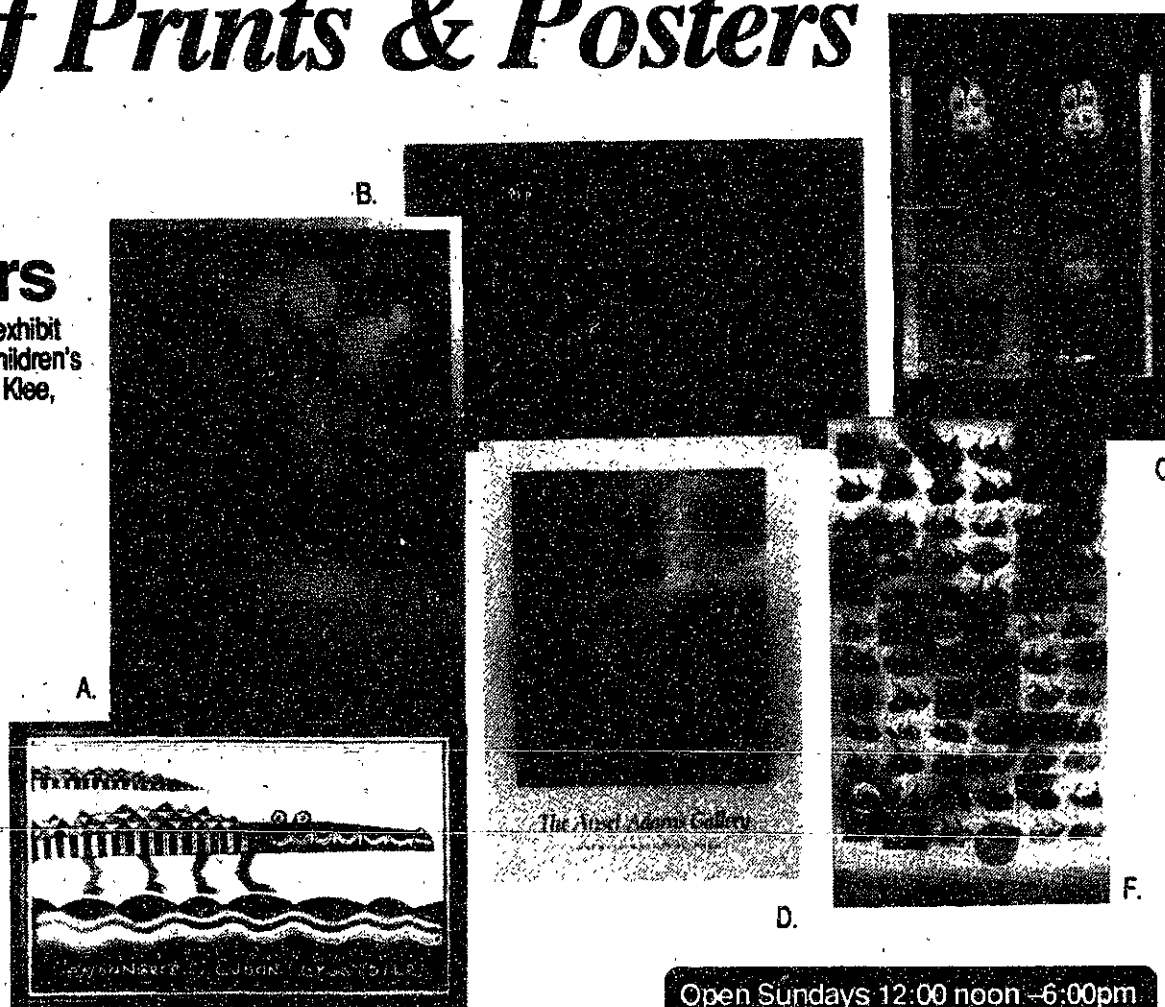 f Prints & Posters
B.
rs
exhibit
hildren's
Klee,
C
A.
The Ansel Adams Gallery
D.
F.
Open Sundays 12:00 noon –6:00pm